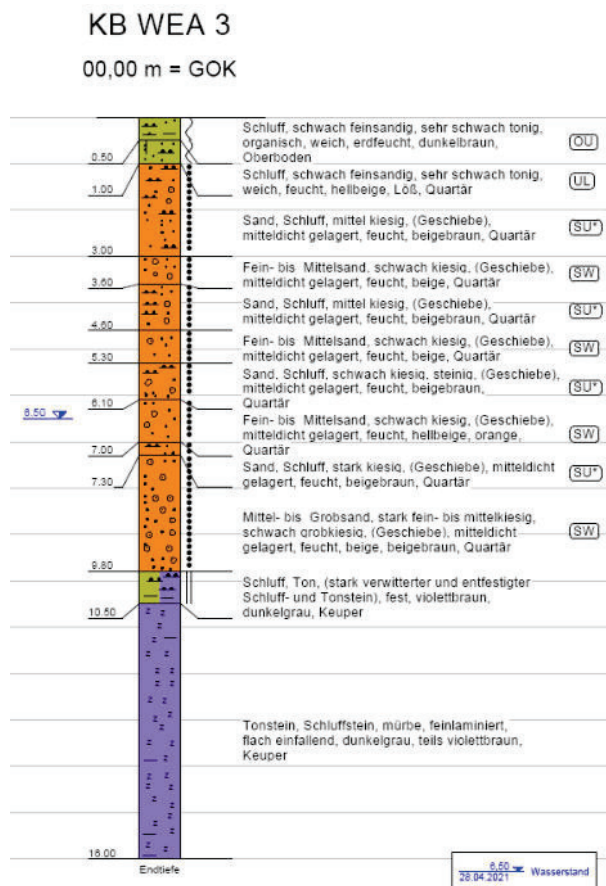 KB WEA 3
00,00 m = GOK
Schluff, schwach feinsandig, sehr schwach tonig,
organisch, weich, erdfeucht, dunkelbraun,
Oberboden
OU
0.50
Schluff, schwach feinsandig, sehr schwach tonig,
weich, feucht, hellbeige, Löß, Quartär
UL
1.00
Sand, Schluff, mittel kiesig, (Geschiebe),
mitteldicht gelagert, feucht, beigebraun, Quartär
SU*
3.00
Fein- bis Mittelsand, schwach kiesig, (Geschiebe),
mitteldicht gelagert, feucht, beige, Quartär
SW
3.60
Sand, Schluff, mittel kiesig, (Geschiebe),
mitteldicht gelagert, feucht, beigebraun, Quartär
SU*
4.60
Fein- bis Mittelsand, schwach kiesig, (Geschiebe),
mitteldicht gelagert, feucht, beige, Quartär
SW
5.30
Sand, Schluff, schwach kiesig, steinig, (Geschiebe),
mitteldicht gelagert, feucht, beigebraun,
Quartär
SU*
6.10
6.50
Fein- bis Mittelsand, schwach kiesig, (Geschiebe),
mitteldicht gelagert, feucht, hellbeige, orange,
Quartär
SW
7.00
Sand, Schluff, stark kiesig, (Geschiebe), mitteldicht
gelagert, feucht, beigebraun, Quartär
SU*
7.30
Mittel- bis Grobsand, stark fein- bis mittelkiesig,
schwach grobkiesig, (Geschiebe), mitteldicht
gelagert, feucht, beige, beigebraun, Quartär
SW
9.80
Schluff, Ton, (stark verwitterter und entfestigter
Schluff- und Tonstein), fest, violettbraun,
dunkelgrau, Keuper
10.50
Tonstein, Schluffstein, mürbe, feinlaminiert,
flach einfallend, dunkelgrau, teils violettbraun,
Keuper
16.00
Endtiefe
6,50
28.04.2021
Wasserstand